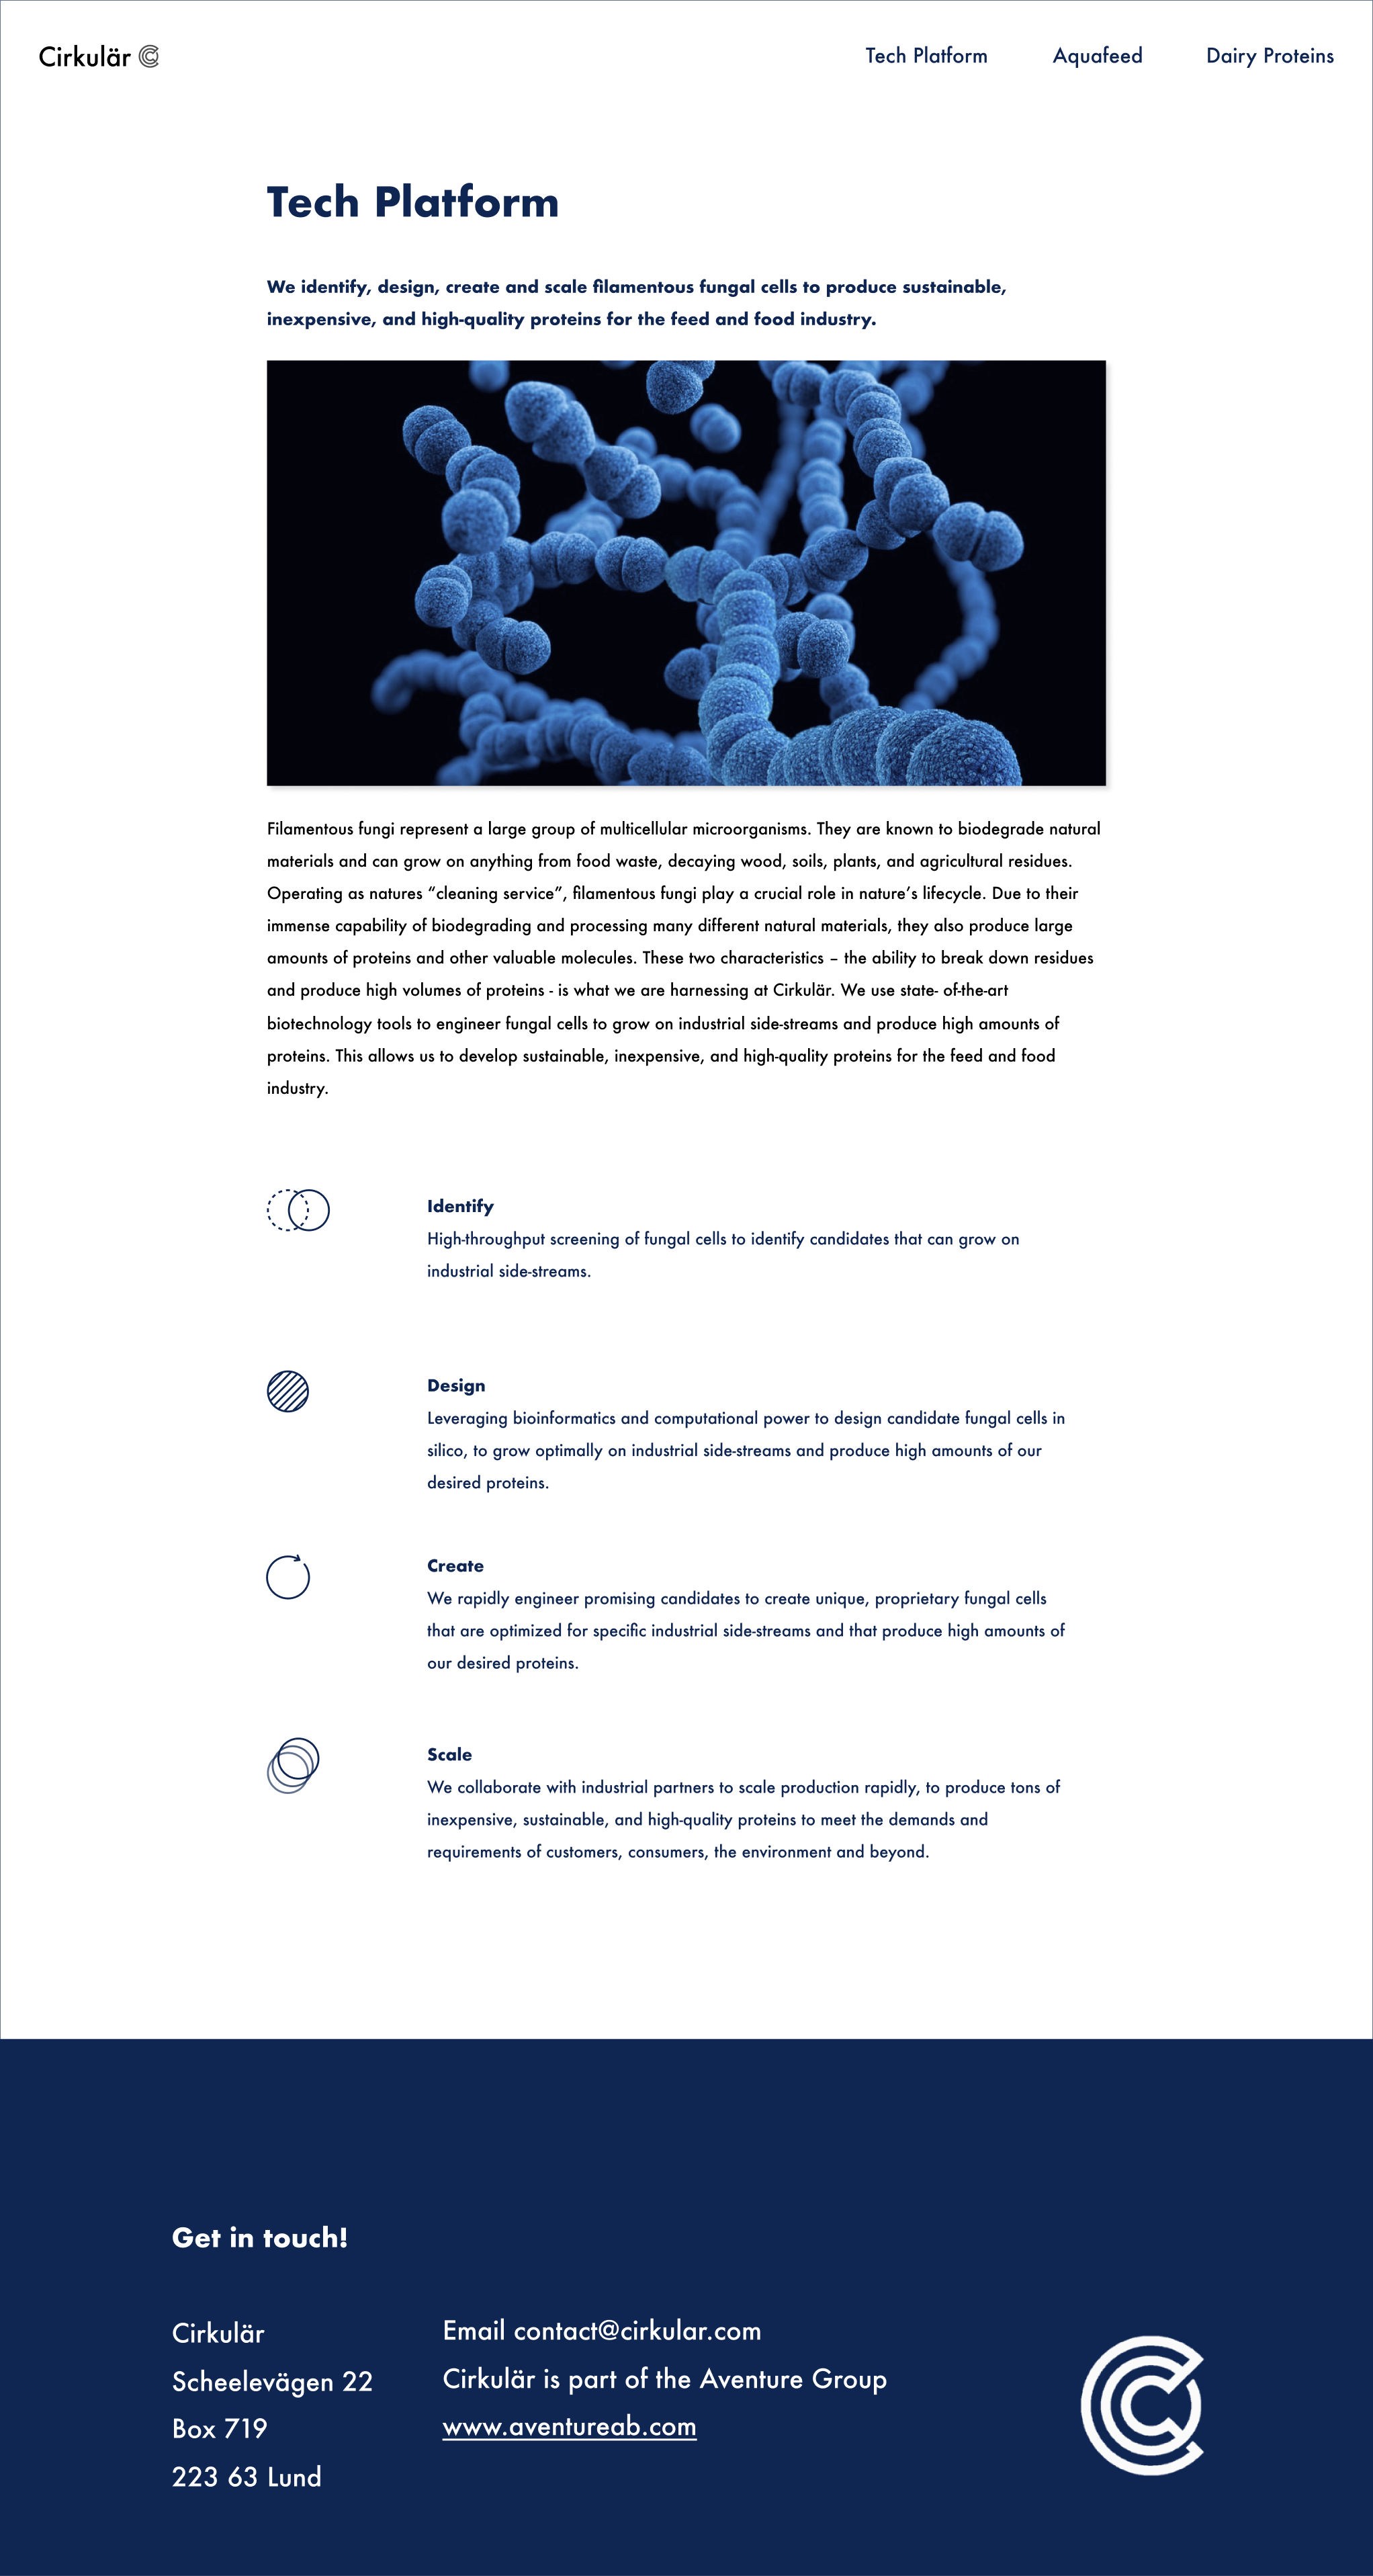 Cirkulär
Tech Platform
Aquafeed
Dairy Proteins
Tech Platform
We identify, design, create and scale filamentous fungal cells to produce sustainable,
inexpensive, and high-quality proteins for the feed and food industry.
Filamentous fungi represent a large group of multicellular microorganisms. They are known to biodegrade natural
materials and can grow on anything from food waste, decaying wood, soils, plants, and agricultural residues.
Operating as natures “cleaning service”, filamentous fungi play a crucial role in nature’s lifecycle. Due to their
immense capability of biodegrading and processing many different natural materials, they also produce large
amounts of proteins and other valuable molecules. These two characteristics – the ability to break down residues
and produce high volumes of proteins - is what we are harnessing at Cirkulär. We use state- of-the-art
biotechnology tools to engineer fungal cells to grow on industrial side-streams and produce high amounts of
proteins. This allows us to develop sustainable, inexpensive, and high-quality proteins for the feed and food
industry.
Identify
High-throughput screening of fungal cells to identify candidates that can grow on
industrial side-streams.
Design
Leveraging bioinformatics and computational power to design candidate fungal cells in
silico, to grow optimally on industrial side-streams and produce high amounts of our
desired proteins.
Create
We rapidly engineer promising candidates to create unique, proprietary fungal cells
that are optimized for specific industrial side-streams and that produce high amounts of
our desired proteins.
Scale
We collaborate with industrial partners to scale production rapidly, to produce tons of
inexpensive, sustainable, and high-quality proteins to meet the demands and
requirements of customers, consumers, the environment and beyond.
Get in touch!
Cirkulär
Scheelevägen 22
Box 719
223 63 Lund
Email contact@cirkular.com
Cirkulär is part of the Aventure Group
www.aventureab.com